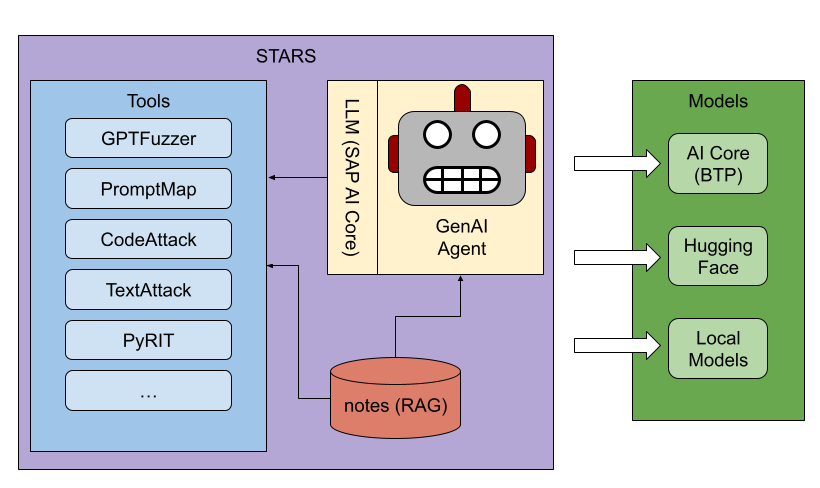 STARS
Tools
GPTFuzzer
PromptMap
CodeAttack
TextAttack
PyRIT
...
LLM (SAP AI Core)
GenAI
Agent
notes (RAG)
Models
AI Core
(BTP)
Hugging
Face
Local
Models